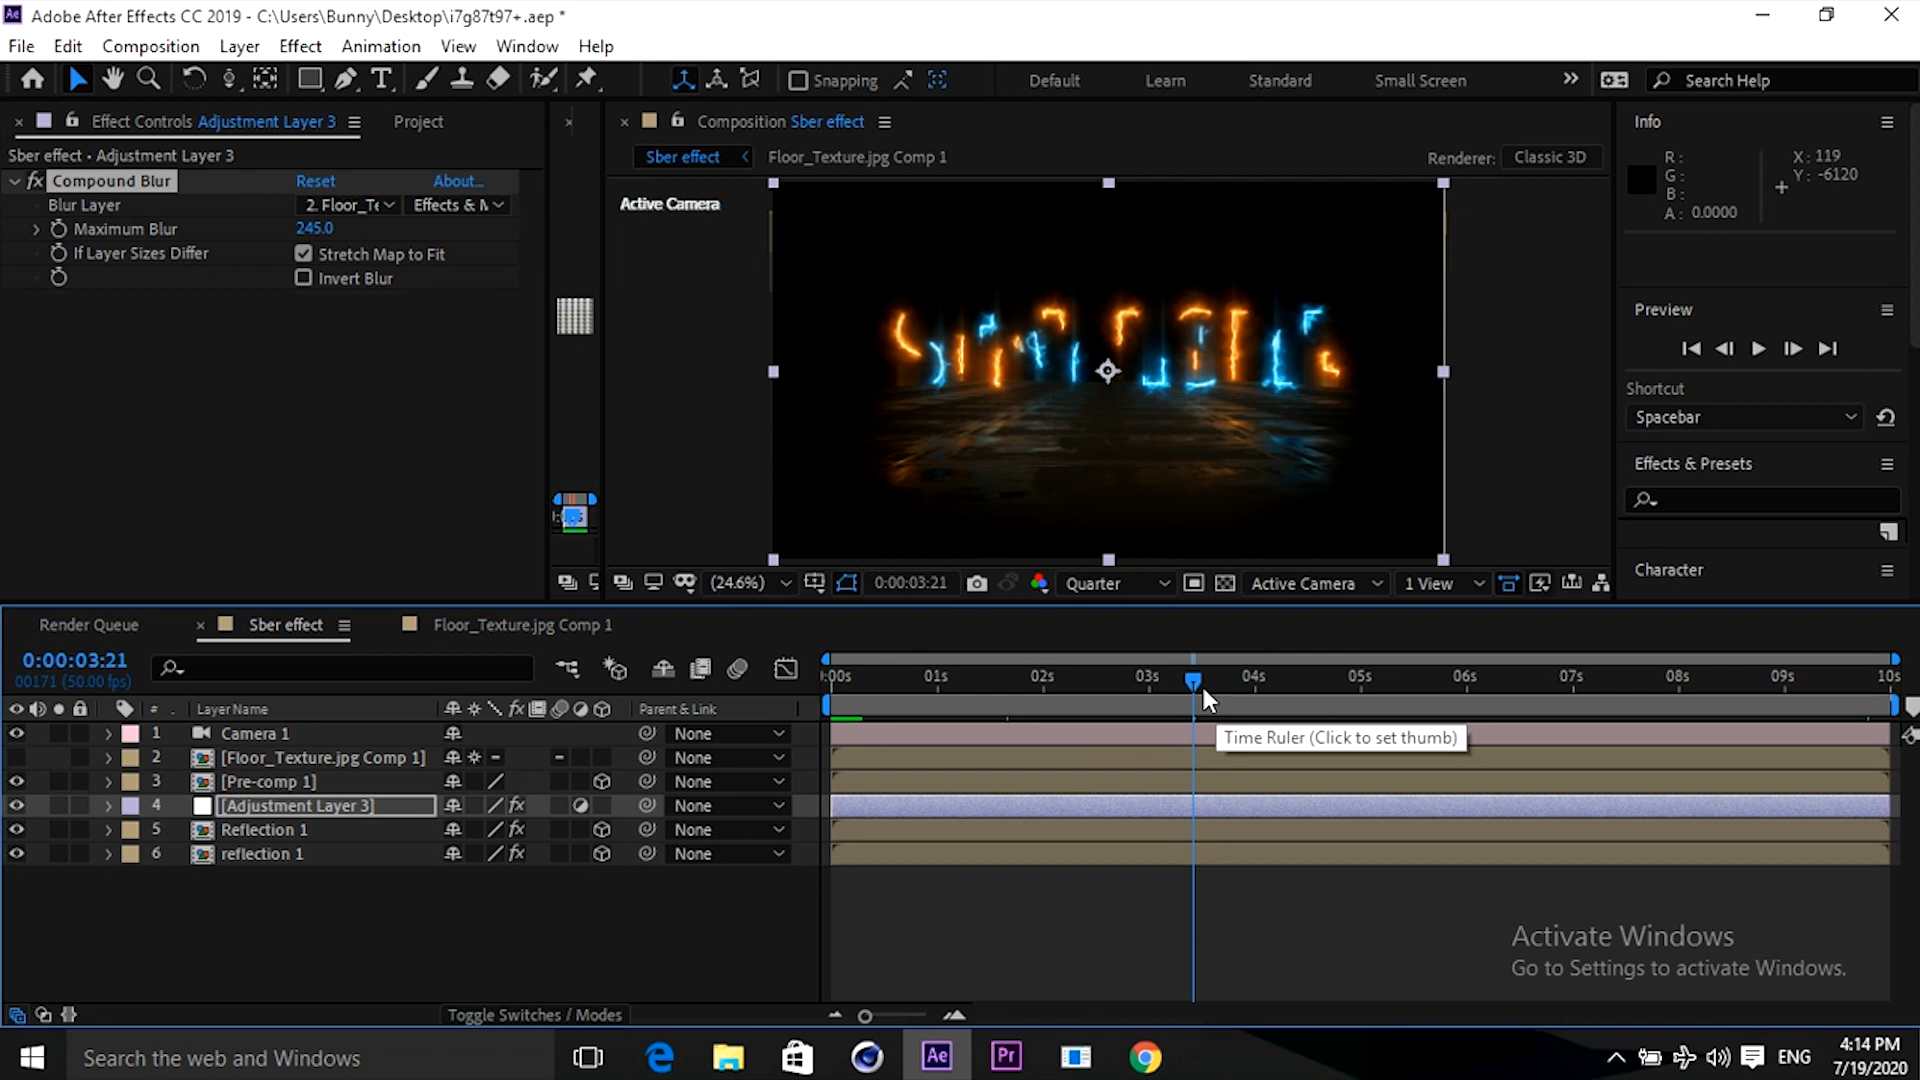 Adobe After Effects CC 2019 - C:\Users\Bunny\Desktop\i7g87t97+.aep *
File Edit Composition Layer Effect Animation View Window Help
Snapping Default Learn Standard Small Screen Search Help
Effect Controls Adjustment Layer 3 Project
Composition Sber effect
Info
Sber effect • Adjustment Layer 3
Sber effect Floor_Texture.jpg Comp 1
Renderer: Classic 3D
R: X: 119
G: Y: -6120
B:
A: 0.0000
fx Compound Blur Reset About...
Blur Layer 2. Floor_Te Effects & M
Maximum Blur 245.0
If Layer Sizes Differ Stretch Map to Fit
Invert Blur
Active Camera
Preview
Shortcut
Spacebar
Effects & Presets
Character
(24.6%) 0:00:03:21 Quarter Active Camera 1 View
Render Queue Sber effect Floor_Texture.jpg Comp 1
0:00:03:21
00171 (50.00 fps)
:00s 01s 02s 03s 04s 05s 06s 07s 08s 09s 10s
# Layer Name fx Parent & Link
1 Camera 1 None
2 [Floor_Texture.jpg Comp 1] None
3 [Pre-comp 1] None
4 [Adjustment Layer 3] fx None
5 Reflection 1 fx None
6 reflection 1 fx None
Time Ruler (Click to set thumb)
Activate Windows
Go to Settings to activate Windows.
Toggle Switches / Modes
Search the web and Windows
Ae Pr
ENG
4:14 PM
7/19/2020